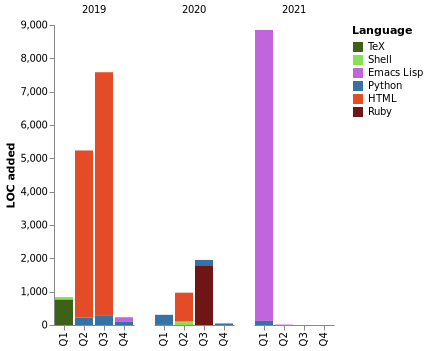 2019 2020 2021
Language
TeX
Shell
Emacs Lisp
Python
HTML
Ruby
LOC added
9,000
8,000
7,000
6,000
5,000
4,000
3,000
2,000
1,000
0
Q1 Q2 Q3 Q4 Q1 Q2 Q3 Q4 Q1 Q2 Q3 Q4